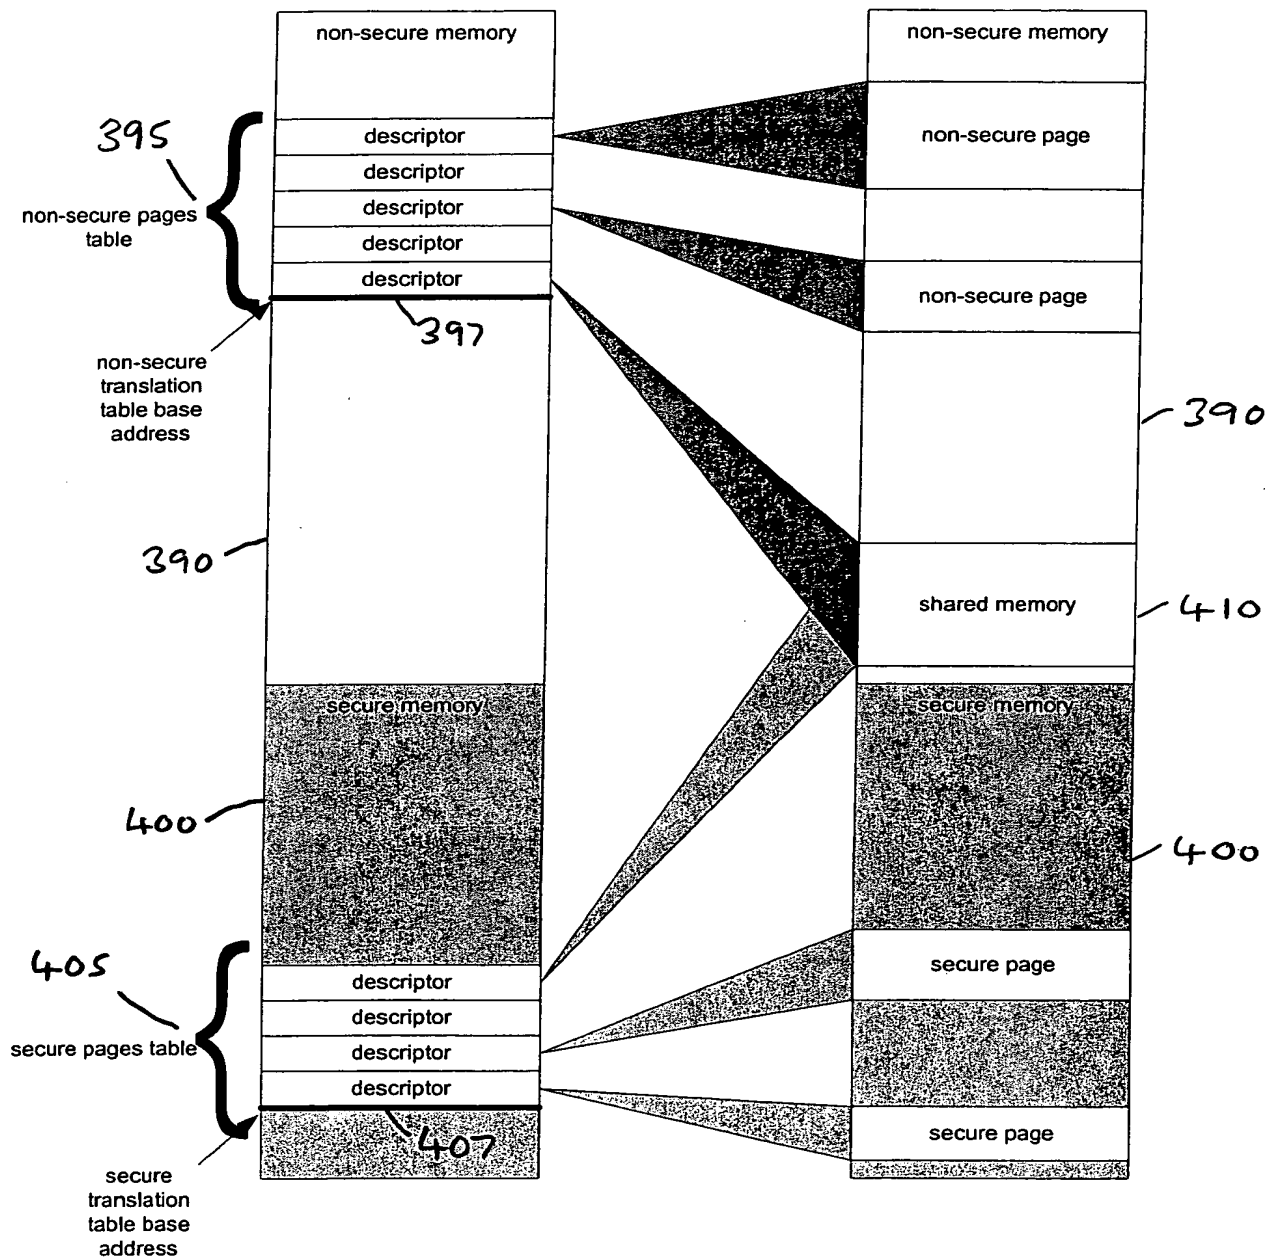 non-secure memory
non-secure memory
395
descriptor
non-secure page
descriptor
non-secure pages
table
descriptor
descriptor
descriptor
non-secure page
397
non-secure
translation
table base
address
390
390
shared memory
410
secure memory
secure memory
400
400
405
descriptor
secure page
descriptor
secure pages table
descriptor
descriptor
407
secure page
secure
translation
table base
address